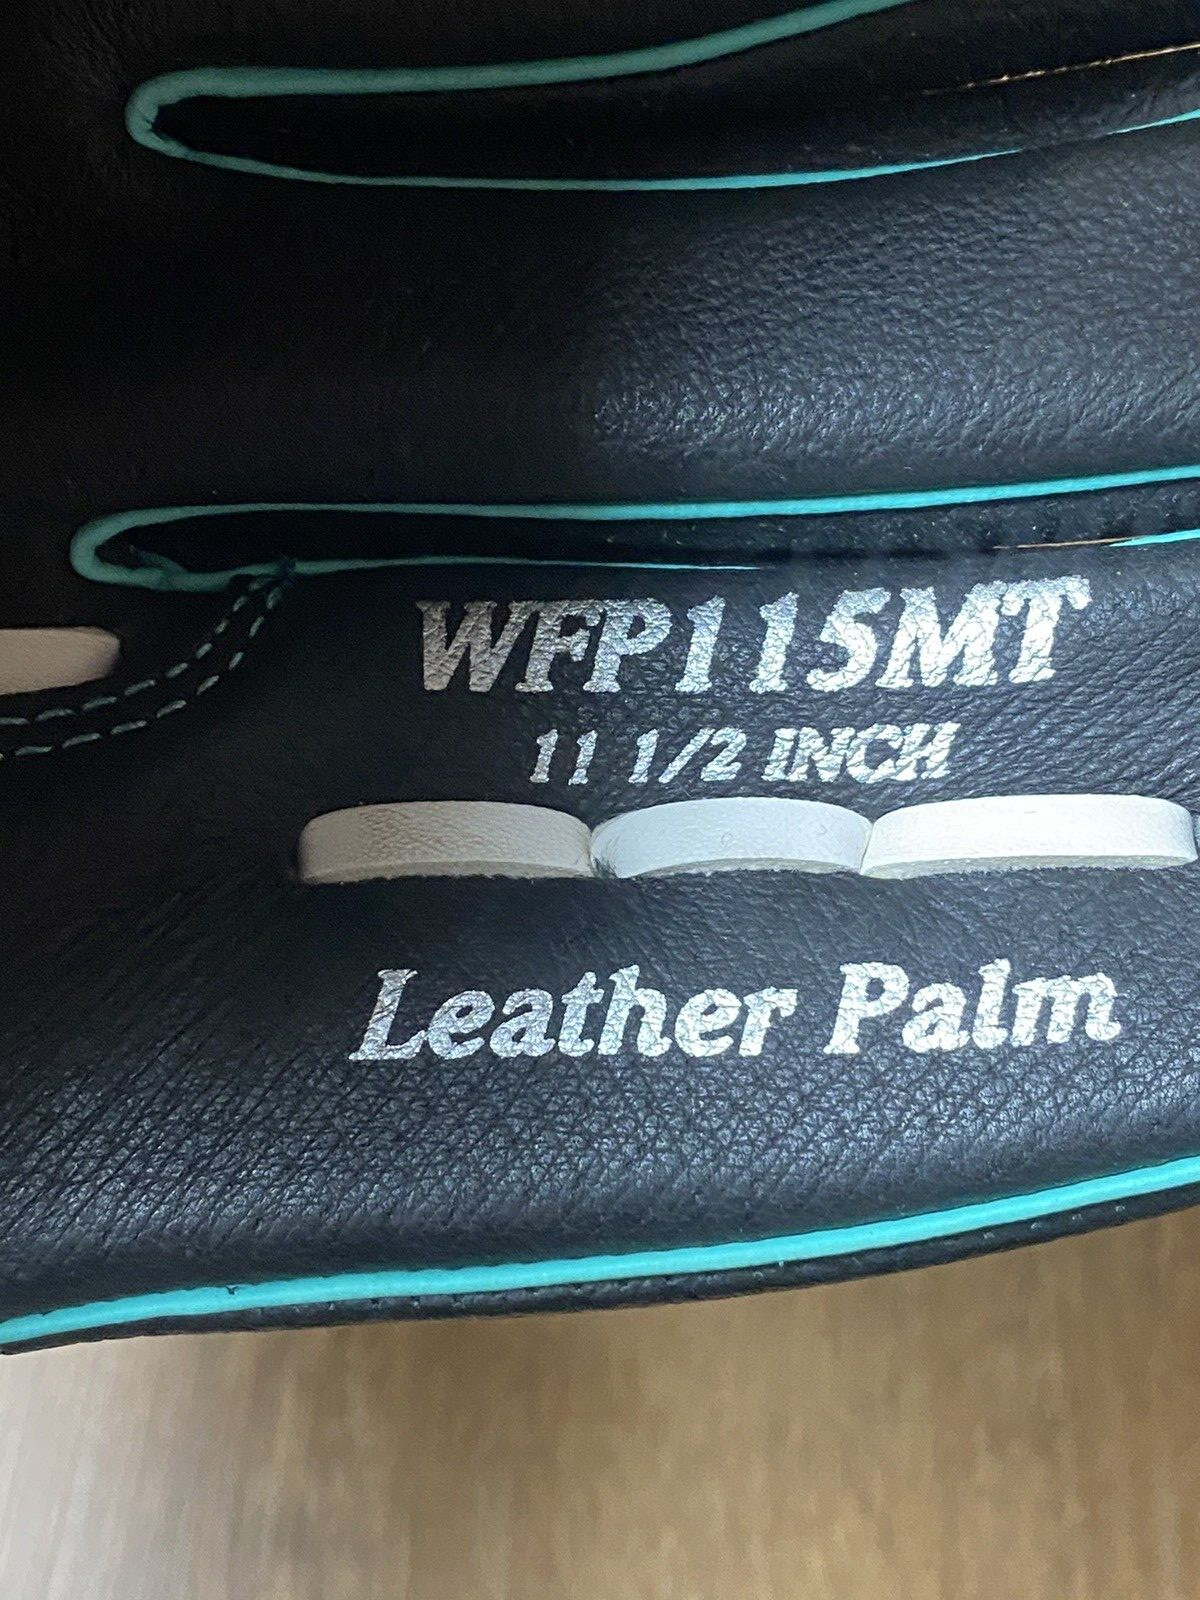 WFP115MT
11 1/2 INCH
Leather Palm